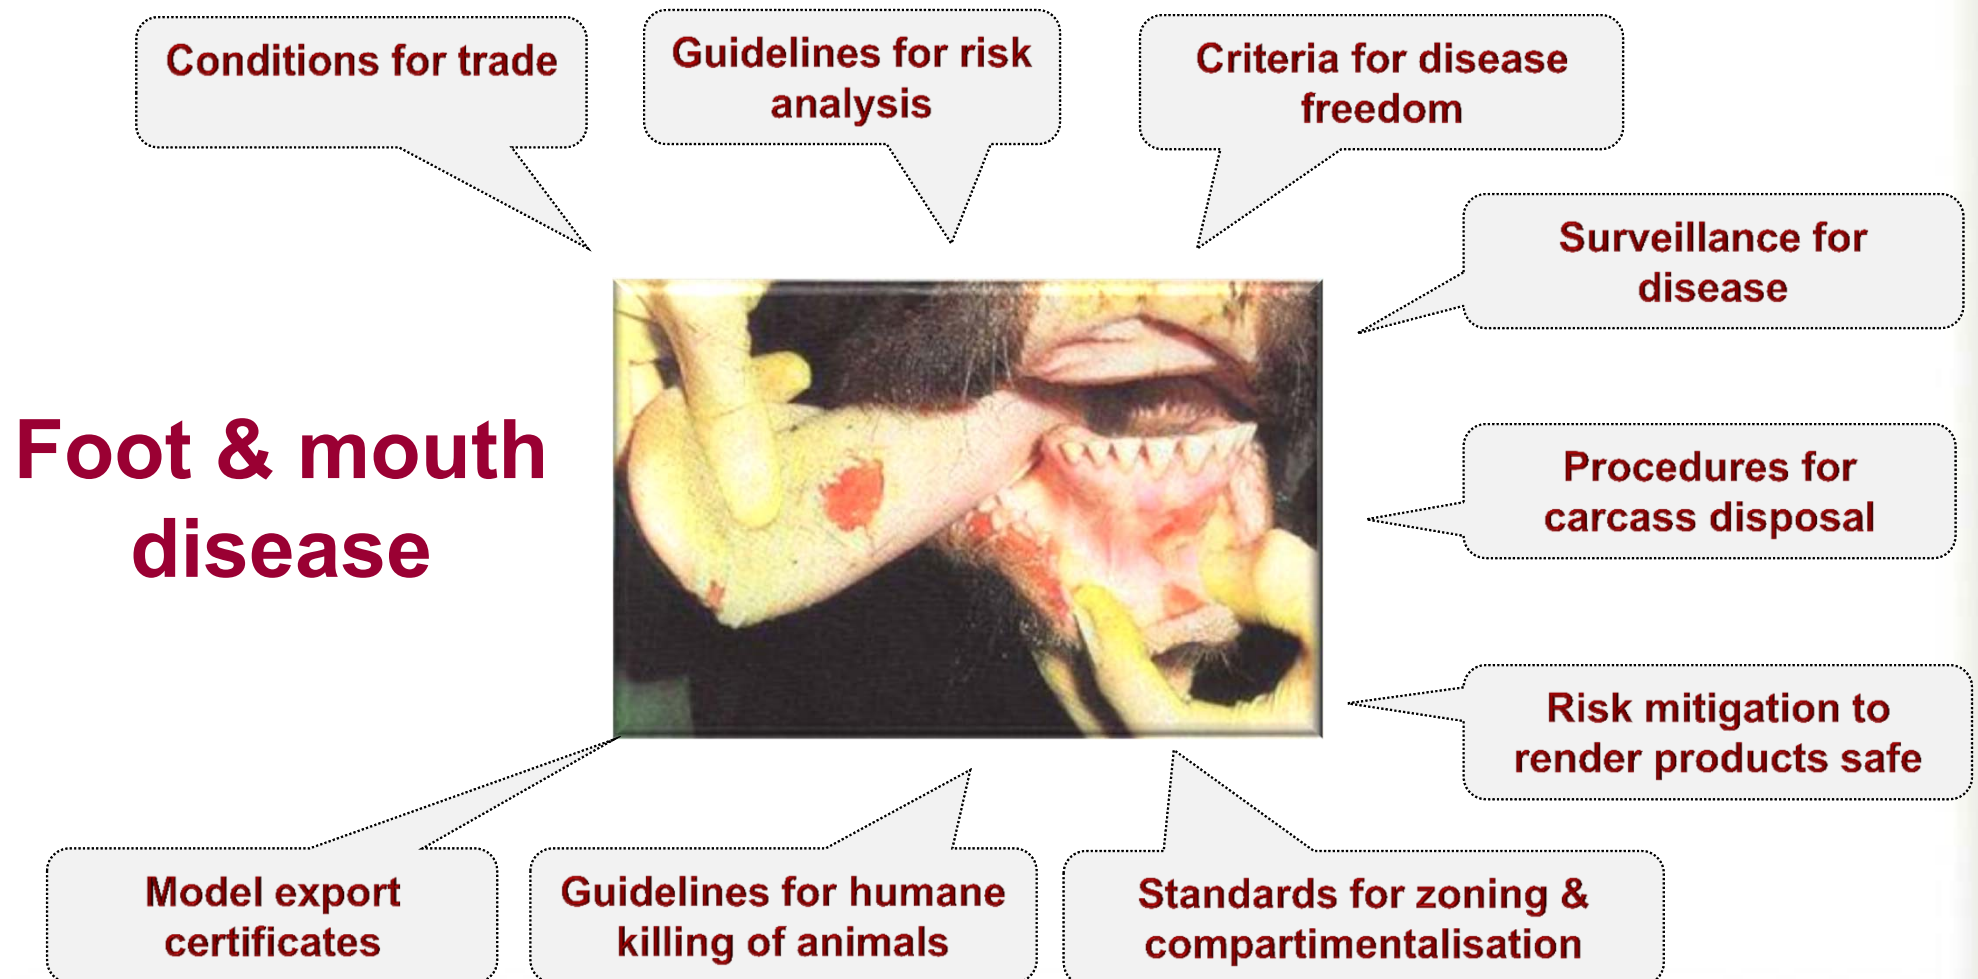 Conditions for trade
Guidelines for risk
analysis
Criteria for disease
freedom
Surveillance for
disease
Foot & mouth
disease
Procedures for
carcass disposal
Risk mitigation to
render products safe
Model export
certificates
Guidelines for humane
killing of animals
Standards for zoning &
compartimentalisation